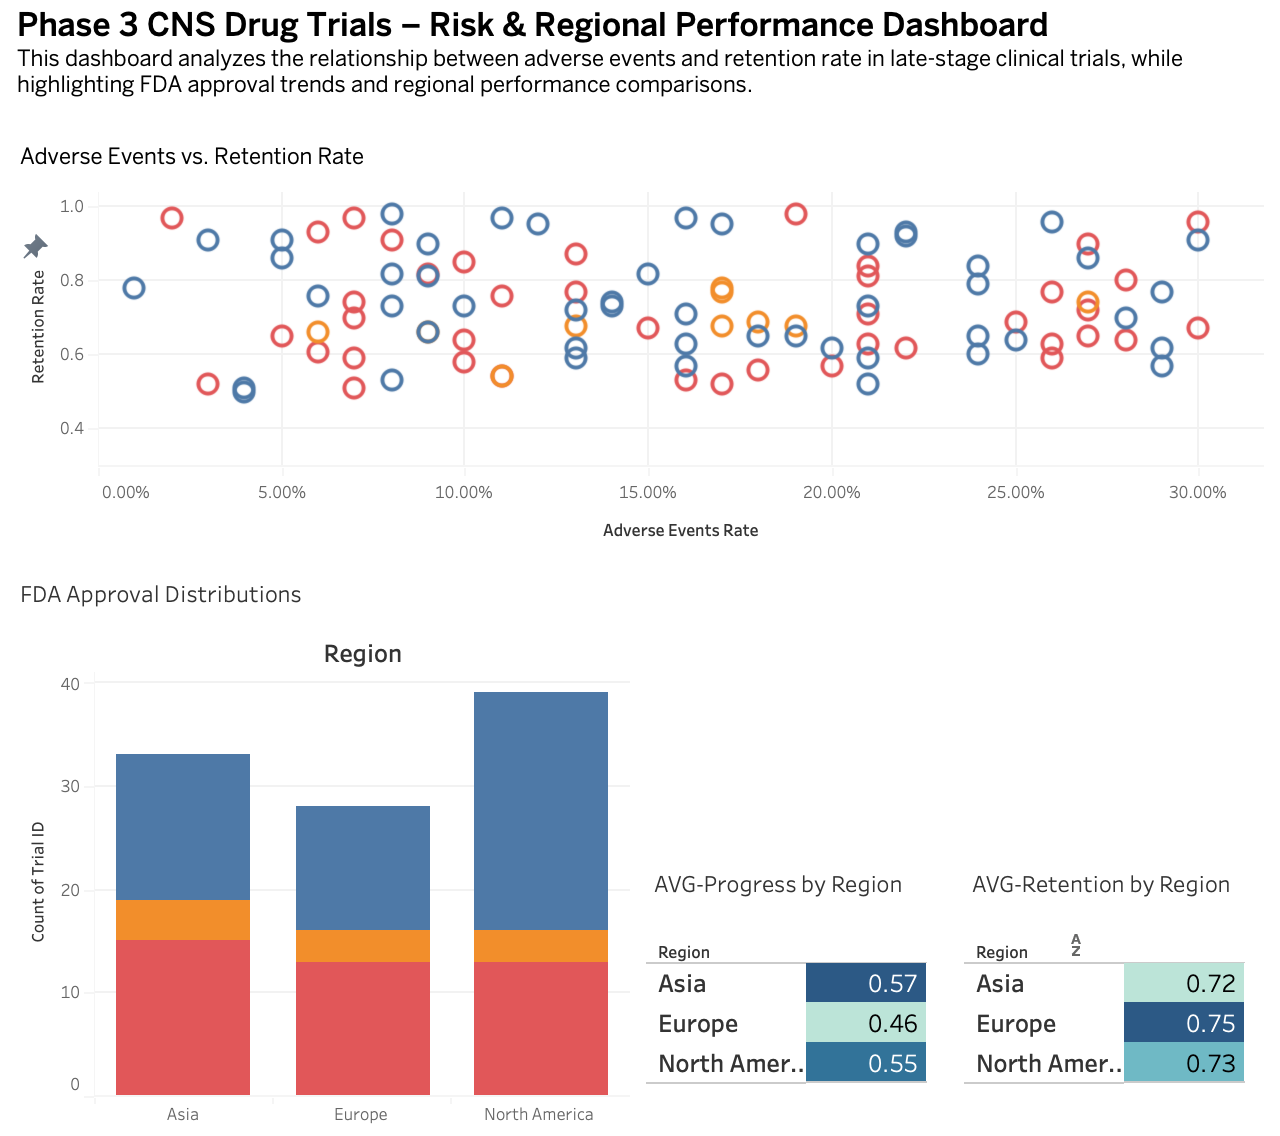 Phase 3 CNS Drug Trials – Risk & Regional Performance Dashboard
This dashboard analyzes the relationship between adverse events and retention rate in late-stage clinical trials, while
highlighting FDA approval trends and regional performance comparisons.
Adverse Events vs. Retention Rate
Retention Rate
1.0
0.8
0.6
0.4
0.00%
5.00%
10.00%
15.00%
20.00%
25.00%
30.00%
Adverse Events Rate
FDA Approval Distributions
Region
Count of Trial ID
40
30
20
10
0
Asia
Europe
North America
AVG-Progress by Region
Region
Asia 0.57
Europe 0.46
North Amer.. 0.55
AVG-Retention by Region
Region A
Z
Asia 0.72
Europe 0.75
North Amer.. 0.73